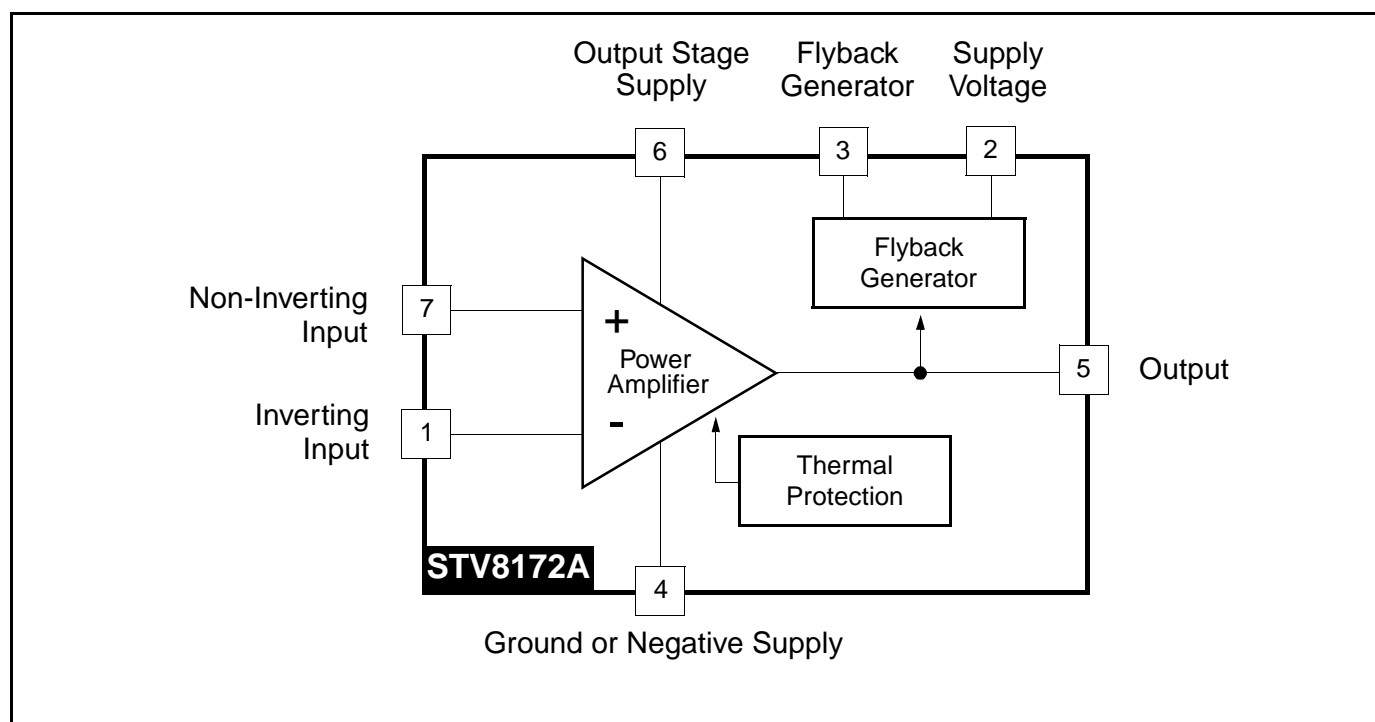 Output Stage
Supply
Flyback
Generator
Supply
Voltage
6
3
2
Flyback
Generator
Non-Inverting
Input
7
+
Power
Amplifier
5
Output
Inverting
Input
1
-
Thermal
Protection
STV8172A
4
Ground or Negative Supply